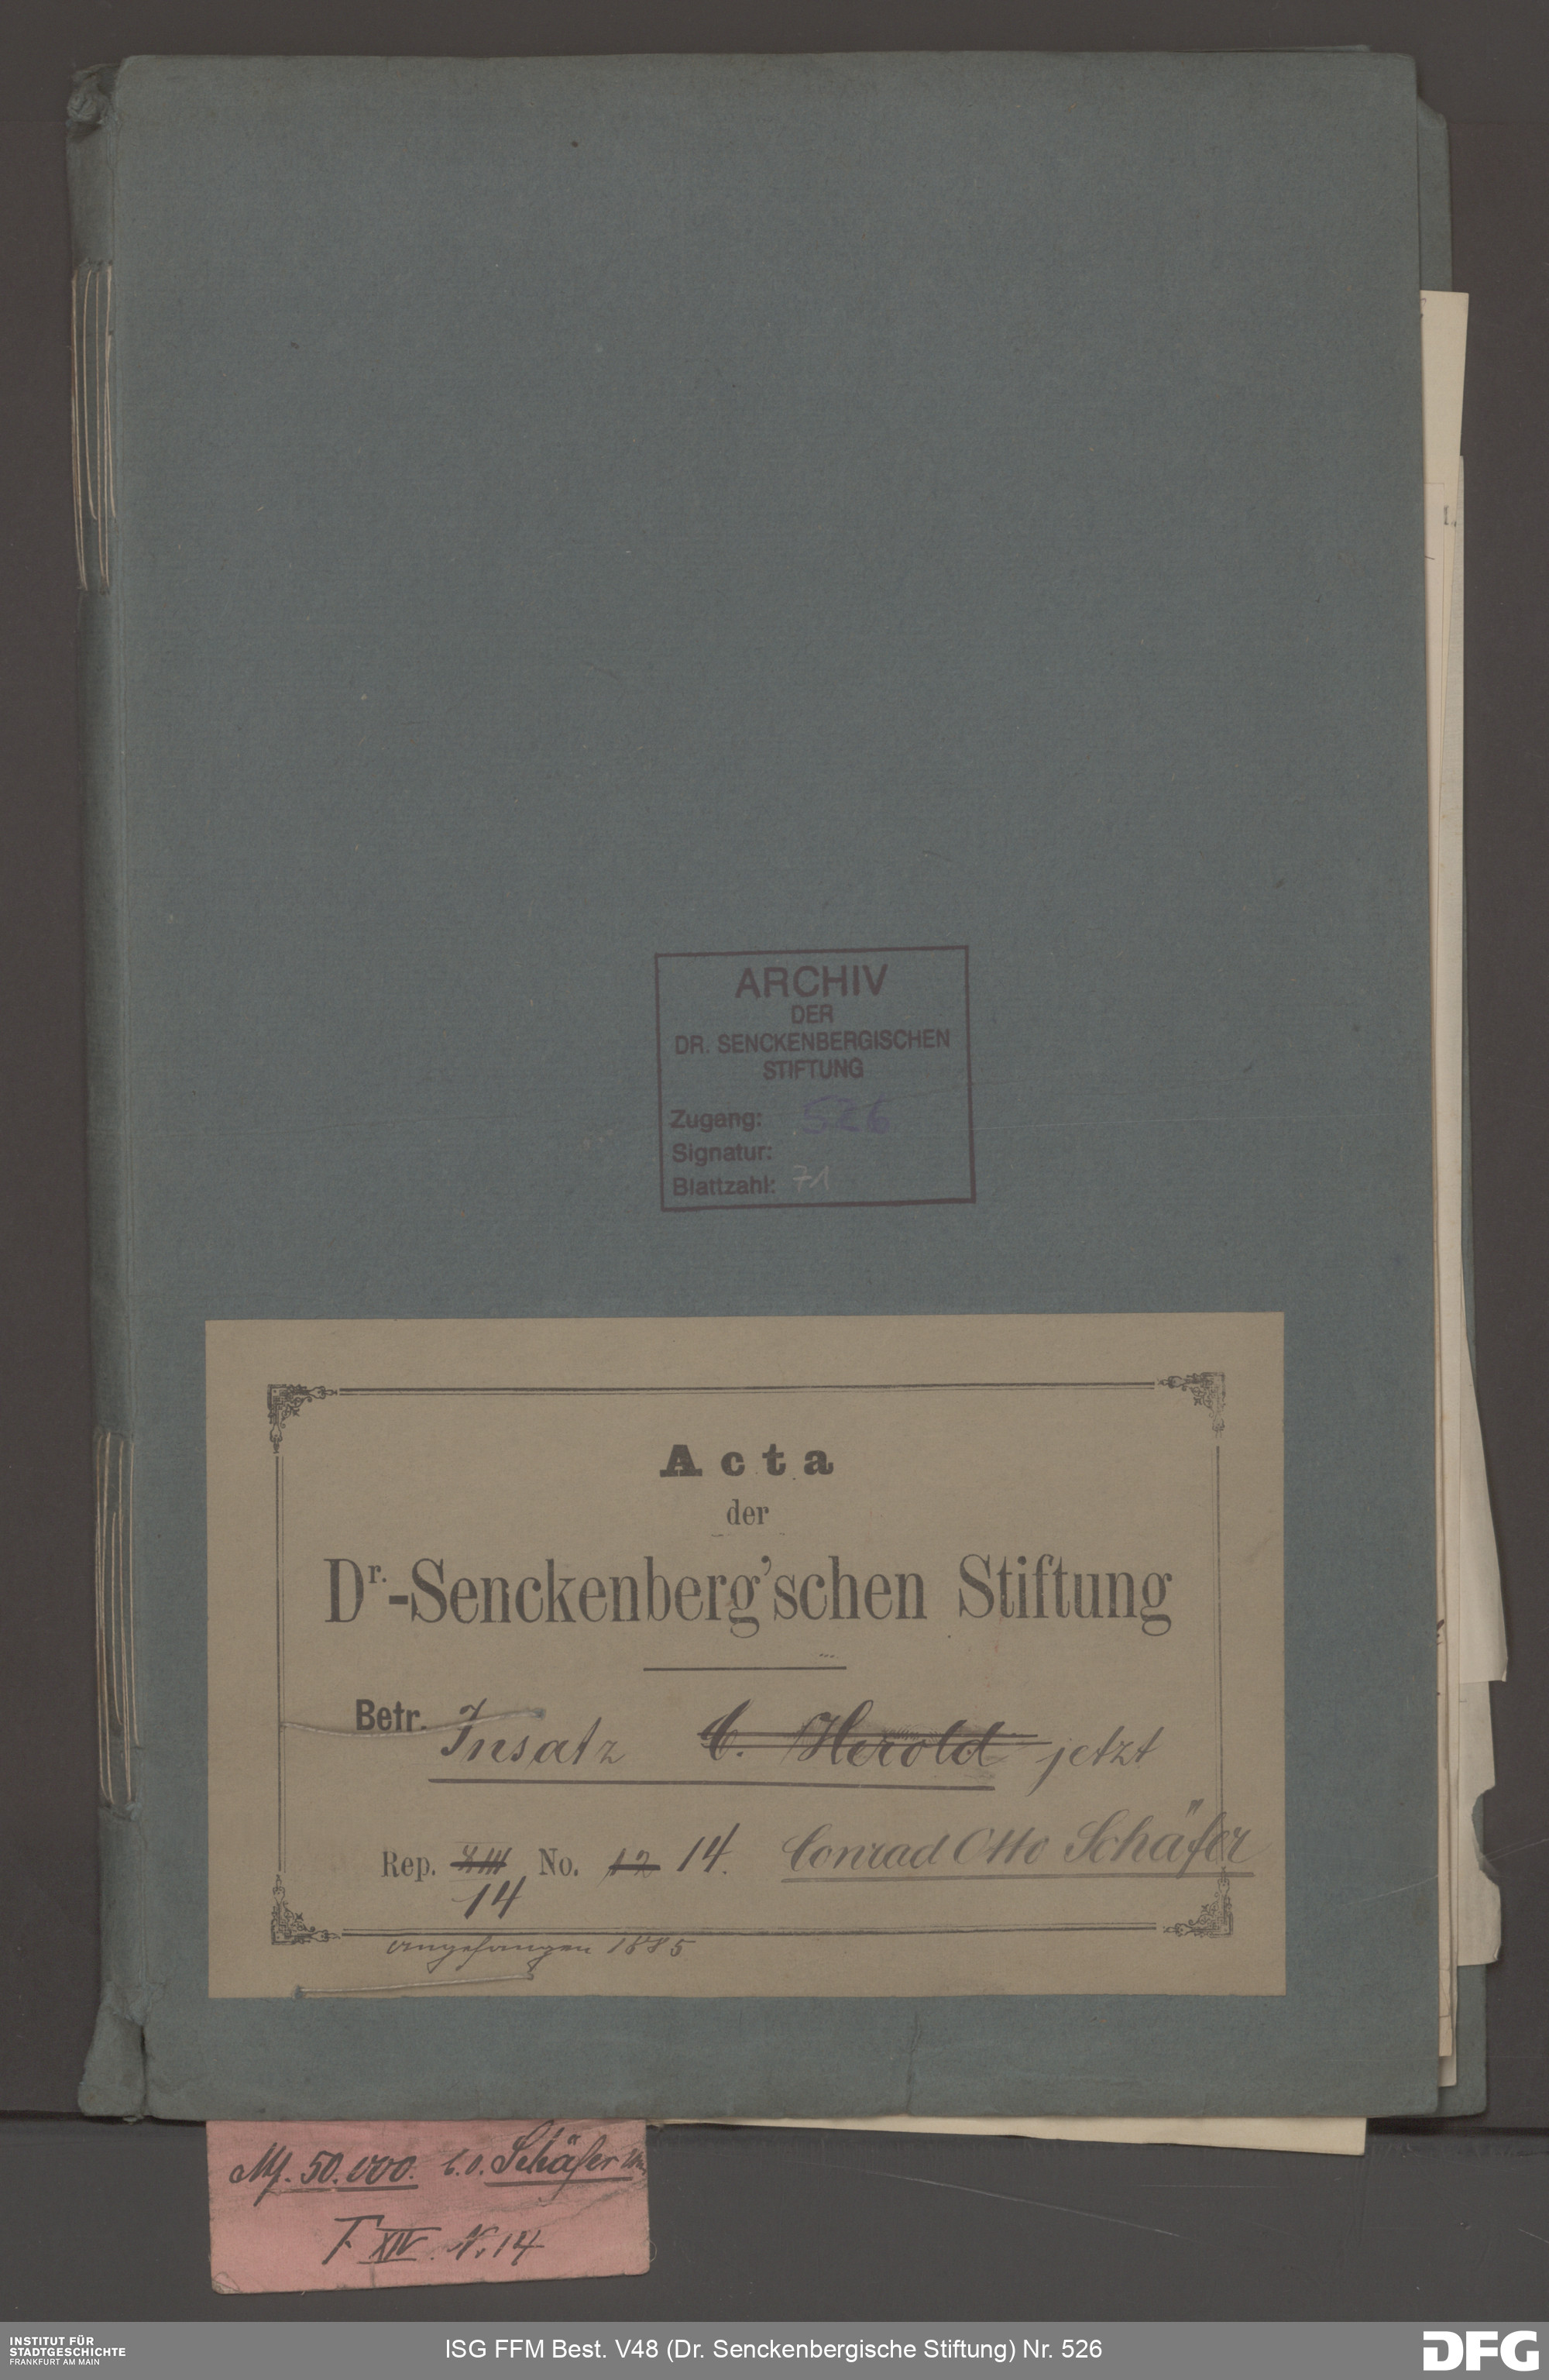 ARCHIV
DER
DR. SENCKENBERGISCHEN
STIFTUNG
Zugang: 526
Signatur:
Blattzahl: 71
Acta
der
Dr.-Senckenberg'schen Stiftung
Betr. Insatz C. Herold jetzt
Conrad Otto Schäfer
Rep. XIII No. 12 14.
14
angefangen 1885
M. 50.000. C.O. Schäfer
T. XIV. N. 14
INSTITUT FÜR
STADTGESCHICHTE
FRANKFURT AM MAIN
ISG FFM Best. V48 (Dr. Senckenbergische Stiftung) Nr. 526
DFG